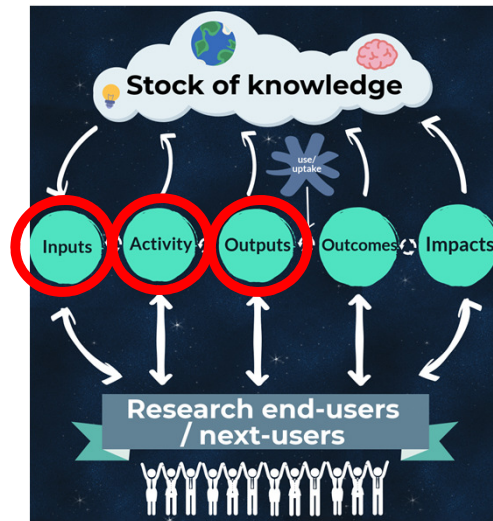 Stock of knowledge
use/
uptake
Inputs
Activity
Outputs
Outcomes
Impacts
Research end-users
/ next-users